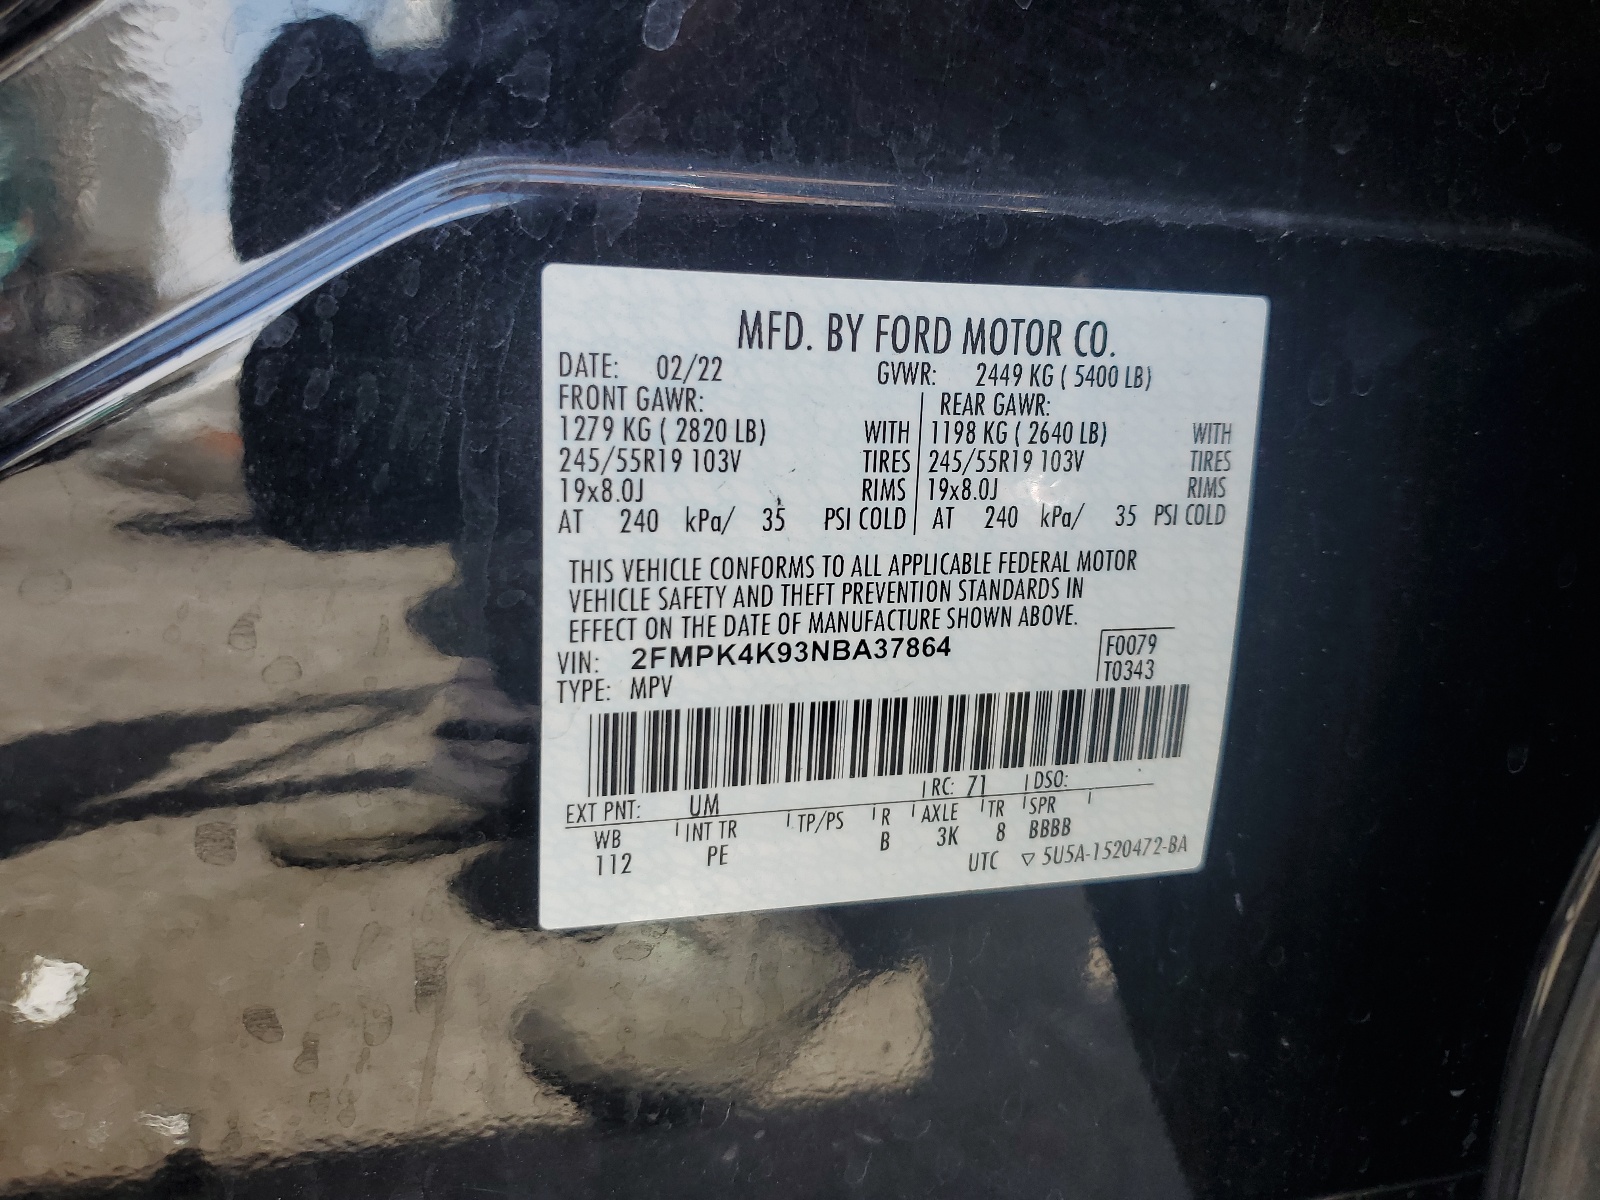 MFD. BY FORD MOTOR CO.
DATE: 02/22 GVWR: 2449 KG ( 5400 LB)
FRONT GAWR: REAR GAWR:
1279 KG ( 2820 LB) WITH 1198 KG ( 2640 LB) WITH
245/55R19 103V TIRES 245/55R19 103V TIRES
19x8.0J RIMS 19x8.0J RIMS
AT 240 kPa/ 35 PSI COLD AT 240 kPa/ 35 PSI COLD
THIS VEHICLE CONFORMS TO ALL APPLICABLE FEDERAL MOTOR
VEHICLE SAFETY AND THEFT PREVENTION STANDARDS IN
EFFECT ON THE DATE OF MANUFACTURE SHOWN ABOVE.
VIN: 2FMPK4K93NBA37864 F0079
TYPE: MPV T0343
EXT PNT: UM RC: 71 DSO:
WB INT TR TP/PS R AXLE TR SPR
112 PE B 3K 8 BBBB
UTC ▽ 5U5A-1520472-BA